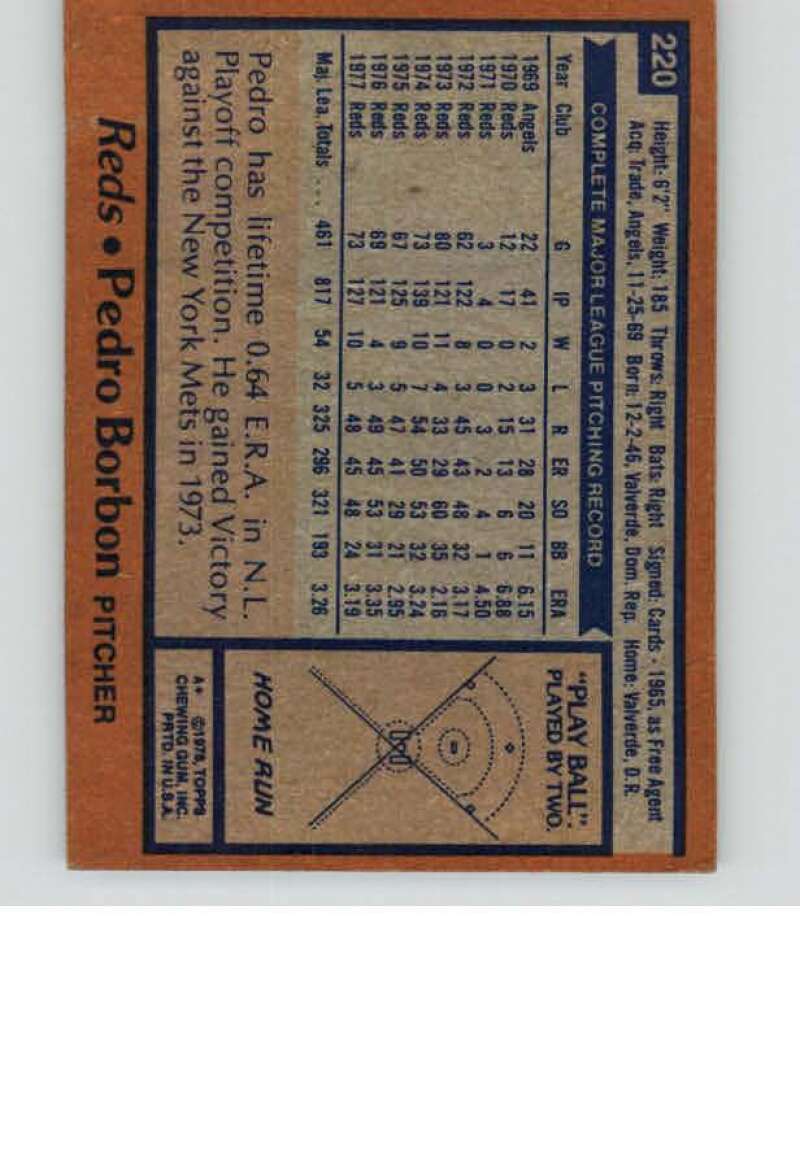 220
Height: 6'2" Weight: 185 Throws: Right Bats: Right Signed: Cards - 1965, as Free Agent
Acq: Trade, Angels, 11-25-69 Born: 12-2-46, Valverde, Dom. Rep. Home: Valverde, D.R.
COMPLETE MAJOR LEAGUE PITCHING RECORD
Year Club G IP W L R ER SO BB ERA
1969 Angels 22 41 2 3 31 28 20 11 6.15
1970 Reds 12 17 0 2 15 13 6 6 6.88
1971 Reds 3 4 0 0 3 2 4 1 4.50
1972 Reds 62 122 8 3 45 43 48 32 3.17
1973 Reds 80 121 11 4 33 29 60 35 2.16
1974 Reds 73 139 10 7 54 50 53 32 3.24
1975 Reds 67 125 9 5 47 41 29 21 2.95
1976 Reds 69 121 4 3 49 45 53 31 3.35
1977 Reds 73 127 10 5 48 45 48 24 3.19
Maj. Lea. Totals ... 461 817 54 32 325 296 321 193 3.26
Pedro has lifetime 0.64 E.R.A. in N.L.
Playoff competition. He gained Victory
against the New York Mets in 1973.
"PLAY BALL".
PLAYED BY TWO.
HOME RUN
A* ©1978, TOPPS
CHEWING GUM, INC.
PRTD. IN U.S.A.
Reds • Pedro Borbon PITCHER